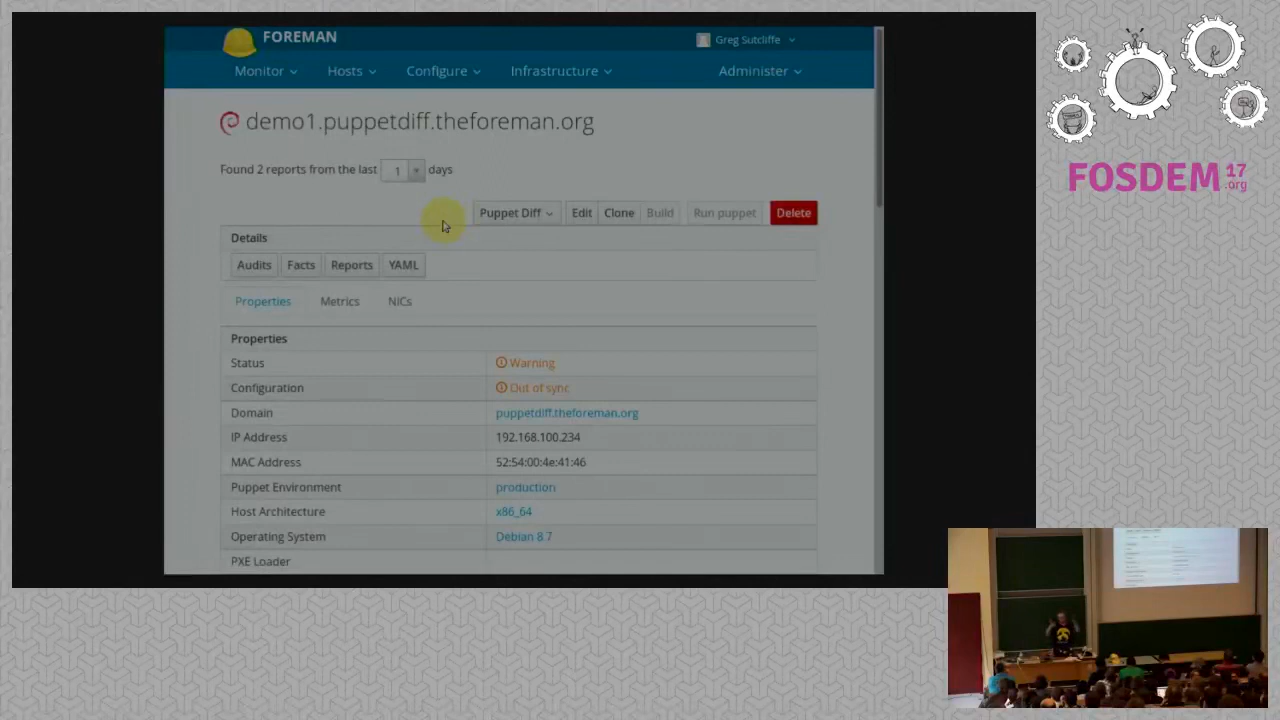 FOREMAN
Greg Sutcliffe
Monitor Hosts Configure Infrastructure Administer
demo1.puppetdiff.theforeman.org
Found 2 reports from the last 1 days
Puppet Diff Edit Clone Build Run puppet Delete
Details
Audits Facts Reports YAML
Properties Metrics NICs
Properties
Status Warning
Configuration Out of sync
Domain puppetdiff.theforeman.org
IP Address 192.168.100.234
MAC Address 52:54:00:4e:41:46
Puppet Environment production
Host Architecture x86_64
Operating System Debian 8.7
PXE Loader
FOSDEM 17
.org